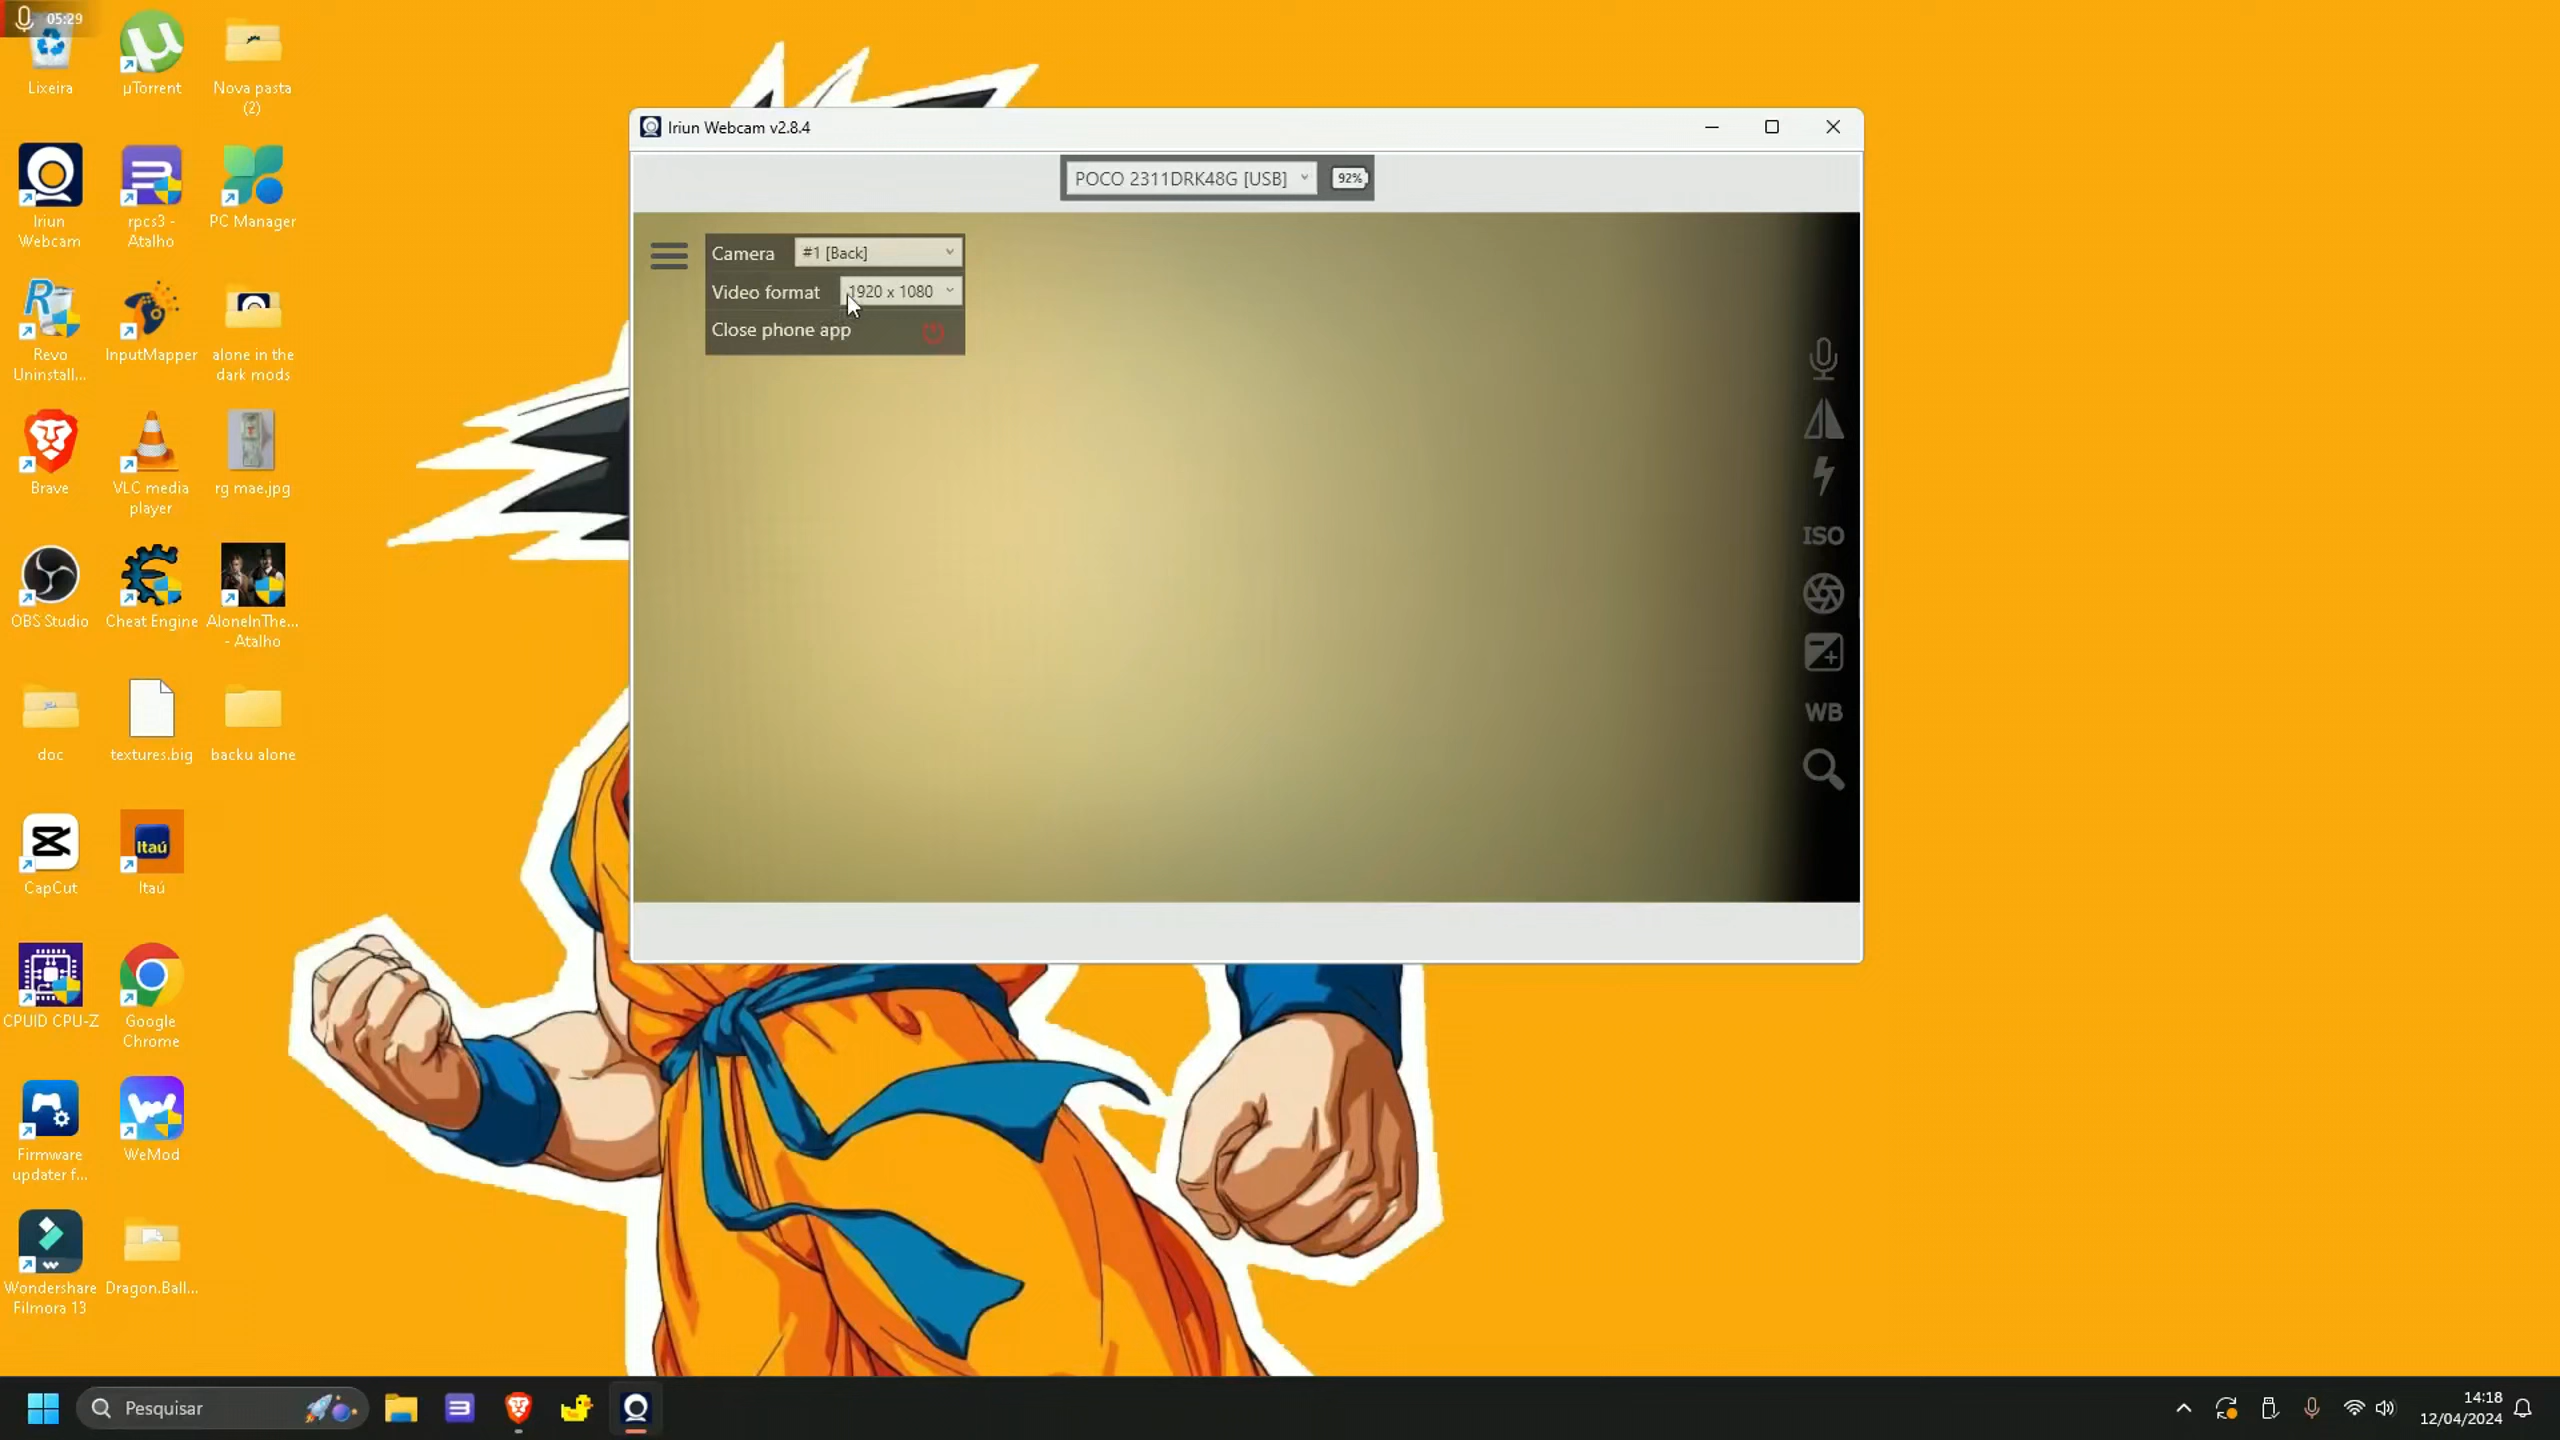 05:29
Lixeira
µTorrent
Nova pasta
(2)
Iriun
Webcam
rpcs3 -
Atalho
PC Manager
Revo
Uninstall...
InputMapper
alone in the
dark mods
Brave
VLC media
player
rg mae.jpg
OBS Studio
Cheat Engine
AloneInThe...
- Atalho
doc
textures.big
backu alone
CapCut
Itaú
Itaú
CPUID CPU-Z
Google
Chrome
Firmware
updater f...
WeMod
Wondershare
Filmora 13
Dragon.Ball...
Iriun Webcam v2.8.4
POCO 2311DRK48G [USB]
92%
Camera
#1 [Back]
Video format
1920 x 1080
Close phone app
ISO
WB
Pesquisar
14:18
12/04/2024